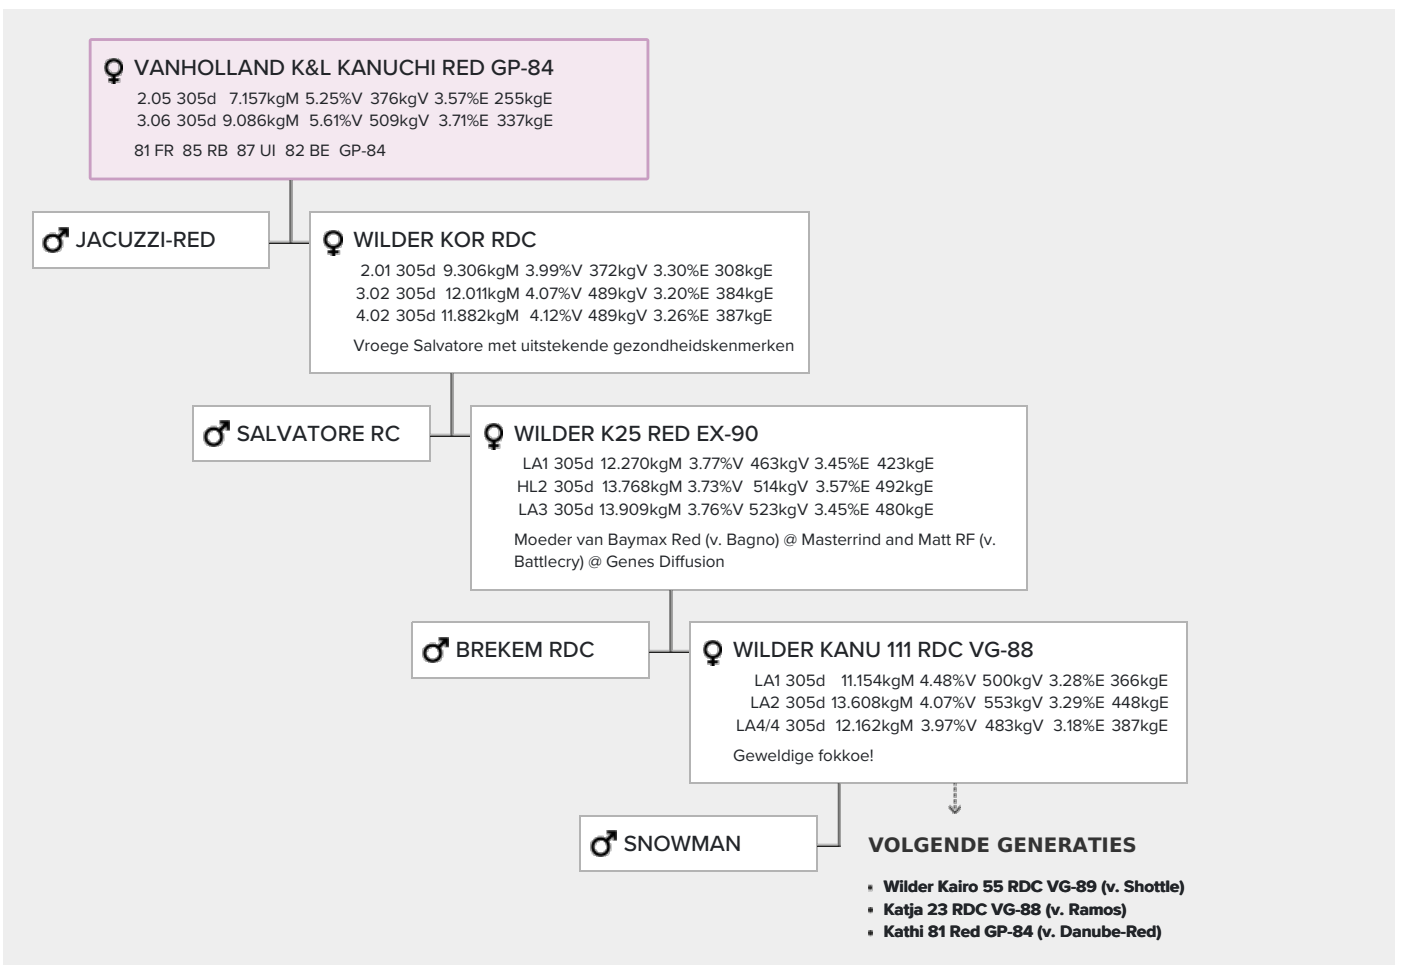 VANHOLLAND K&L KANUCHI RED GP-84
2.05 305d 7.157kgM 5.25%V 376kgV 3.57%E 255kgE
3.06 305d 9.086kgM 5.61%V 509kgV 3.71%E 337kgE
81 FR 85 RB 87 UI 82 BE GP-84
JACUZZI-RED
WILDER KOR RDC
2.01 305d 9.306kgM 3.99%V 372kgV 3.30%E 308kgE
3.02 305d 12.011kgM 4.07%V 489kgV 3.20%E 384kgE
4.02 305d 11.882kgM 4.12%V 489kgV 3.26%E 387kgE
Vroege Salvatore met uitstekende gezondheidskenmerken
SALVATORE RC
WILDER K25 RED EX-90
LA1 305d 12.270kgM 3.77%V 463kgV 3.45%E 423kgE
HL2 305d 13.768kgM 3.73%V 514kgV 3.57%E 492kgE
LA3 305d 13.909kgM 3.76%V 523kgV 3.45%E 480kgE
Moeder van Baymax Red (v. Bagno) @ Masterrind and Matt RF (v.
Battlecry) @ Genes Diffusion
BREKEM RDC
WILDER KANU 111 RDC VG-88
LA1 305d 11.154kgM 4.48%V 500kgV 3.28%E 366kgE
LA2 305d 13.608kgM 4.07%V 553kgV 3.29%E 448kgE
LA4/4 305d 12.162kgM 3.97%V 483kgV 3.18%E 387kgE
Geweldige fokkoe!
SNOWMAN
VOLGENDE GENERATIES
• Wilder Kairo 55 RDC VG-89 (v. Shottle)
• Katja 23 RDC VG-88 (v. Ramos)
• Kathi 81 Red GP-84 (v. Danube-Red)